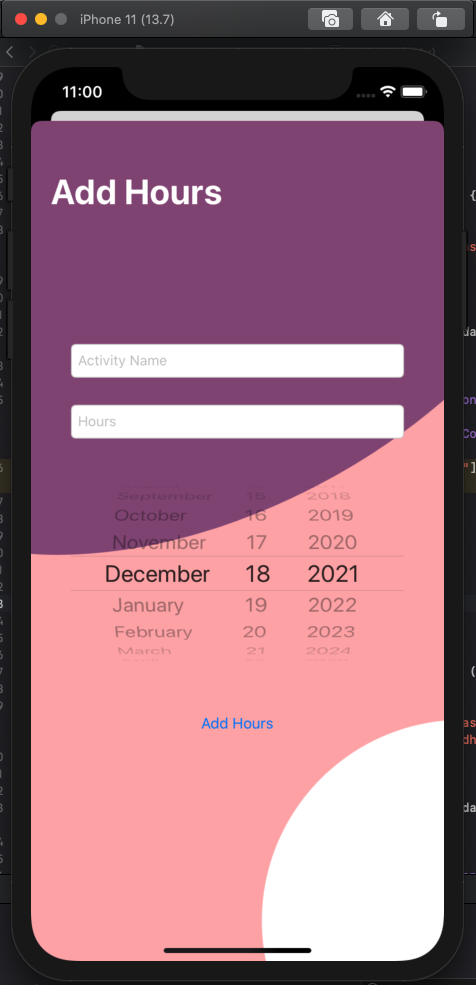 iPhone 11 (13.7)
11:00
Add Hours
Activity Name
Hours
September 15 2018
October 16 2019
November 17 2020
December 18 2021
January 19 2022
February 20 2023
March 21 2024
Add Hours